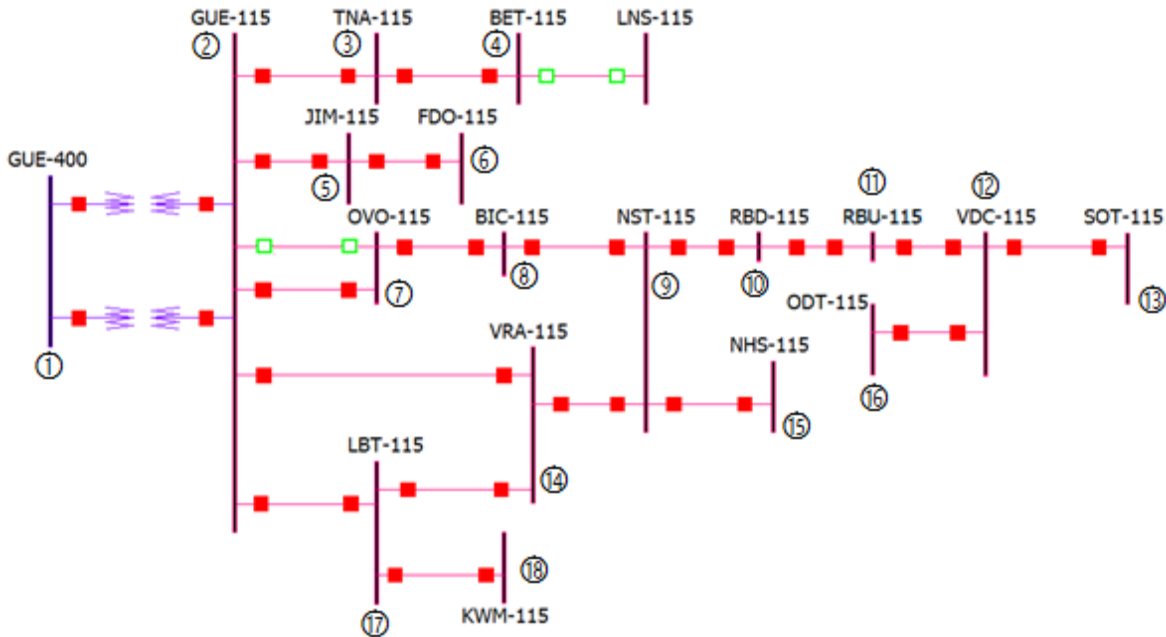 GUE-115
TNA-115
BET-115
LNS-115
②
③
④
JIM-115
FDO-115
GUE-400
⑤
⑥
⑪
⑫
OVO-115
BIC-115
NST-115
RBD-115
RBU-115
VDC-115
SOT-115
⑦
⑧
⑨
⑩
ODT-115
⑬
VRA-115
NHS-115
①
⑯
⑮
LBT-115
⑭
⑱
KWM-115
⑰